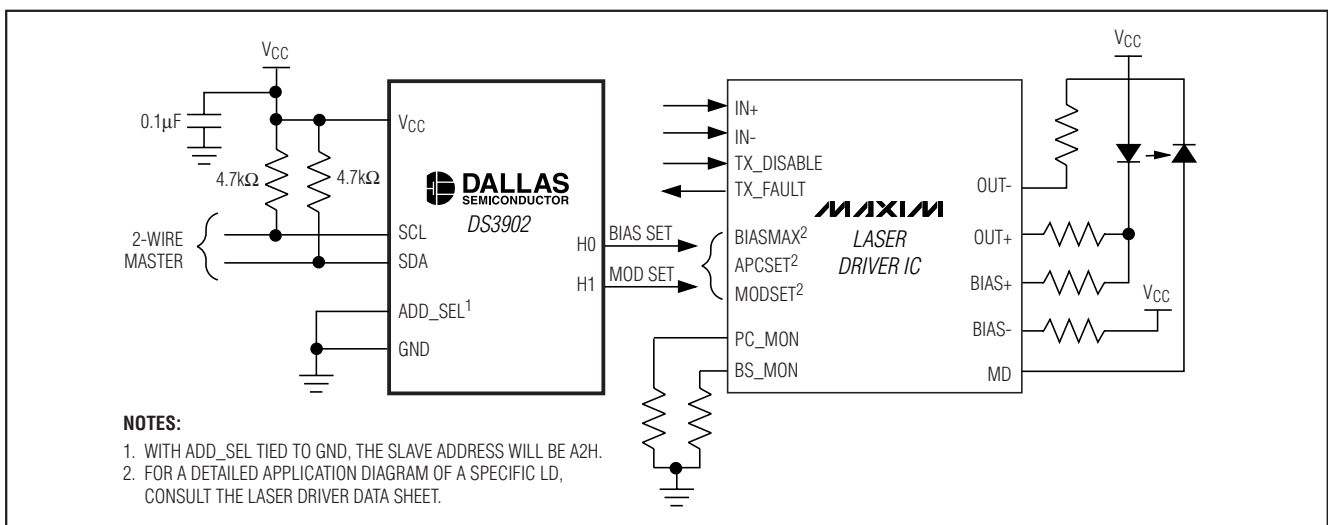 VCC
0.1µF
4.7kΩ
4.7kΩ
2-WIRE
MASTER
VCC
SCL
SDA
ADD_SEL1
GND
DALLAS
SEMICONDUCTOR
DS3902
H0
H1
BIAS SET
MOD SET
IN+
IN-
TX_DISABLE
TX_FAULT
BIASMAX2
APCSET2
MODSET2
PC_MON
BS_MON
MAXIM
LASER
DRIVER IC
OUT-
OUT+
BIAS+
BIAS-
MD
VCC
VCC
NOTES:
1. WITH ADD_SEL TIED TO GND, THE SLAVE ADDRESS WILL BE A2H.
2. FOR A DETAILED APPLICATION DIAGRAM OF A SPECIFIC LD,
CONSULT THE LASER DRIVER DATA SHEET.